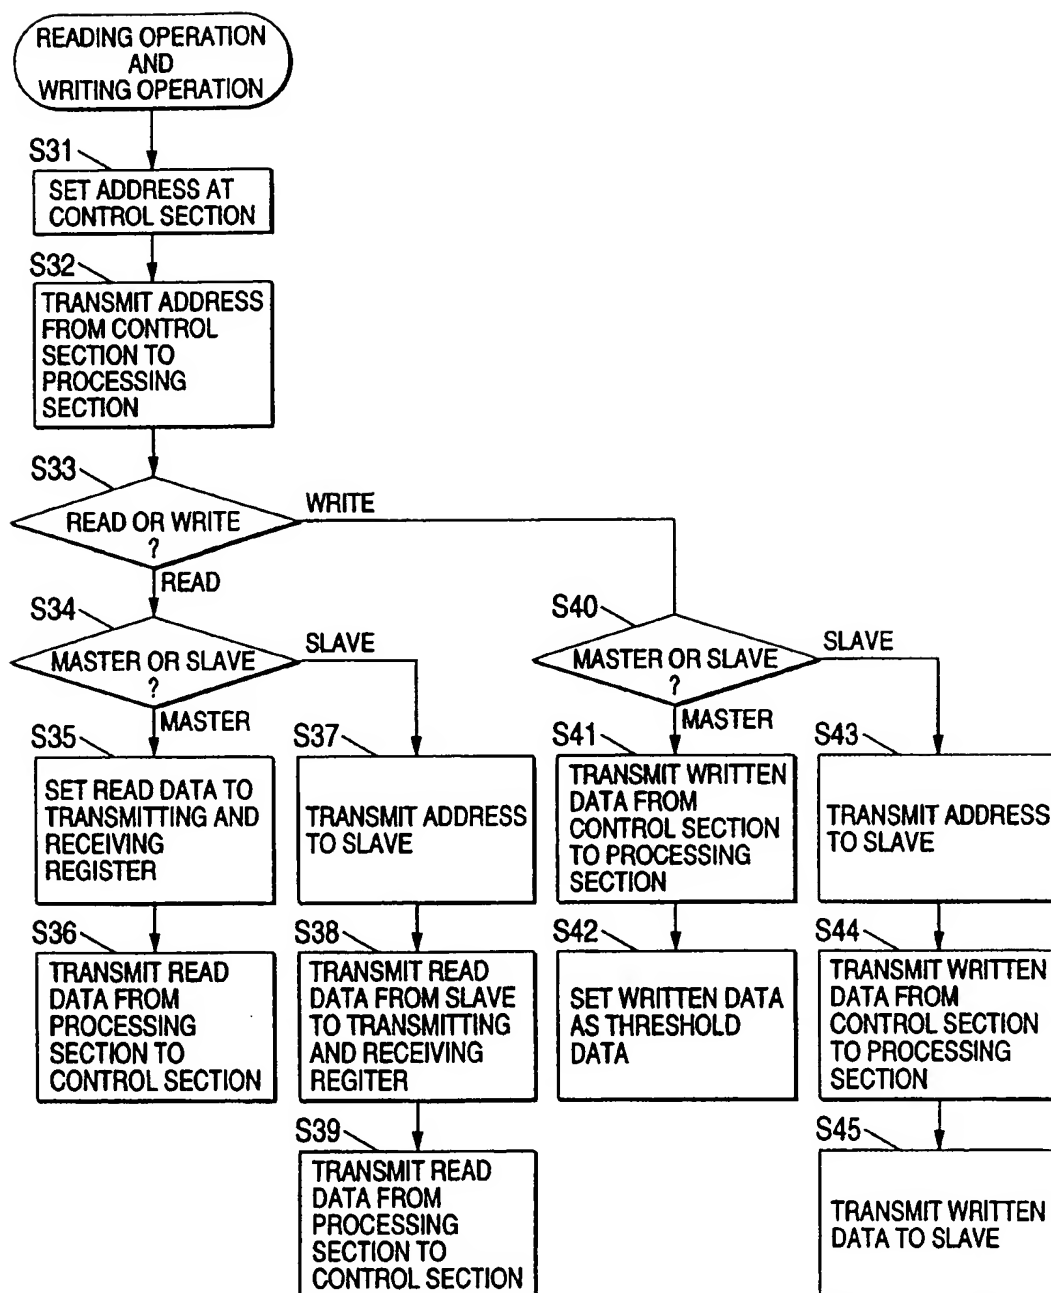 READING OPERATION
AND
WRITING OPERATION
S31
SET ADDRESS AT
CONTROL SECTION
S32
TRANSMIT ADDRESS
FROM CONTROL
SECTION TO
PROCESSING
SECTION
S33
READ OR WRITE
?
WRITE
READ
S34
MASTER OR SLAVE
?
SLAVE
MASTER
S35
SET READ DATA TO
TRANSMITTING AND
RECEIVING
REGISTER
S36
TRANSMIT READ
DATA FROM
PROCESSING
SECTION TO
CONTROL SECTION
S37
TRANSMIT ADDRESS
TO SLAVE
S38
TRANSMIT READ
DATA FROM SLAVE
TO TRANSMITTING
AND RECEIVING
REGITER
S39
TRANSMIT READ
DATA FROM
PROCESSING
SECTION TO
CONTROL SECTION
S40
MASTER OR SLAVE
?
SLAVE
MASTER
S41
TRANSMIT WRITTEN
DATA FROM
CONTROL SECTION
TO PROCESSING
SECTION
S42
SET WRITTEN DATA
AS THRESHOLD
DATA
S43
TRANSMIT ADDRESS
TO SLAVE
S44
TRANSMIT WRITTEN
DATA FROM
CONTROL SECTION
TO PROCESSING
SECTION
S45
TRANSMIT WRITTEN
DATA TO SLAVE